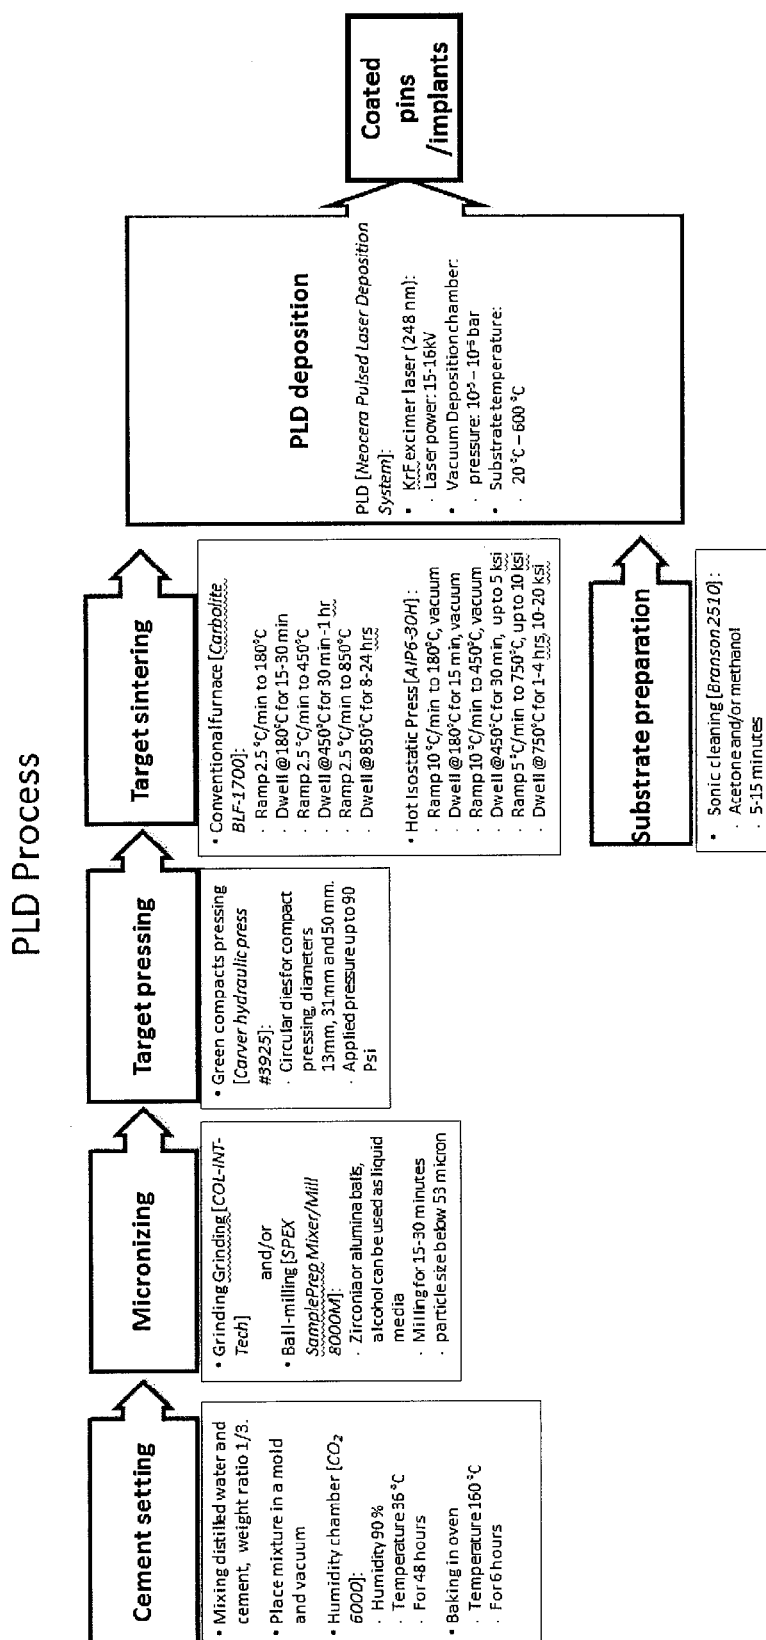 PLD Process
Cement setting
• Mixing distilled water and
cement, weight ratio 1/3.
• Place mixture in a mold
and vacuum
• Humidity chamber [CO₂
6000]:
· Humidity 90 %
· Temperature 36 °C
· For 48 hours
• Baking in oven
· Temperature 160 °C
· For 6 hours
Micronizing
• Grinding Grinding [COL-INT-
Tech]
and/or
• Ball-milling [SPEX
SamplePrep Mixer/Mill
8000M]:
· Zirconia or alumina balls,
alcohol can be used as liquid
media
· Milling for 15-30 minutes
· particle size below 53 micron
Target pressing
• Green compacts pressing
[Carver hydraulic press
#3925]:
· Circular dies for compact
pressing, diameters
13mm, 31mm and 50 mm.
· Applied pressure up to 90
Psi
Target sintering
• Conventional furnace [Carbolite
BLF-1700]:
· Ramp 2.5 °C/min to 180°C
· Dwell @180°C for 15-30 min
· Ramp 2.5 °C/min to 450°C
· Dwell @450°C for 30 min-1 hr
· Ramp 2.5 °C/min to 850°C
· Dwell @850°C for 8-24 hrs
• Hot Isostatic Press [AIP6-30H]:
· Ramp 10 °C/min to 180°C, vacuum
· Dwell @180°C for 15 min, vacuum
· Ramp 10 °C/min to 450°C, vacuum
· Dwell @450°C for 30 min, up to 5 ksi
· Ramp 5 °C/min to 750°C, up to 10 ksi
· Dwell @750°C for 1-4 hrs, 10-20 ksi
Substrate preparation
• Sonic cleaning [Branson 2510]:
· Acetone and/or methanol
· 5-15 minutes
PLD deposition
PLD [Neocera Pulsed Laser Deposition
System]:
• KrF excimer laser (248 nm):
· Laser power: 15-16kV
• Vacuum Deposition chamber:
· pressure: 10⁻⁵ – 10⁻⁶ bar
• Substrate temperature:
· 20 °C – 600 °C
Coated
pins
/implants